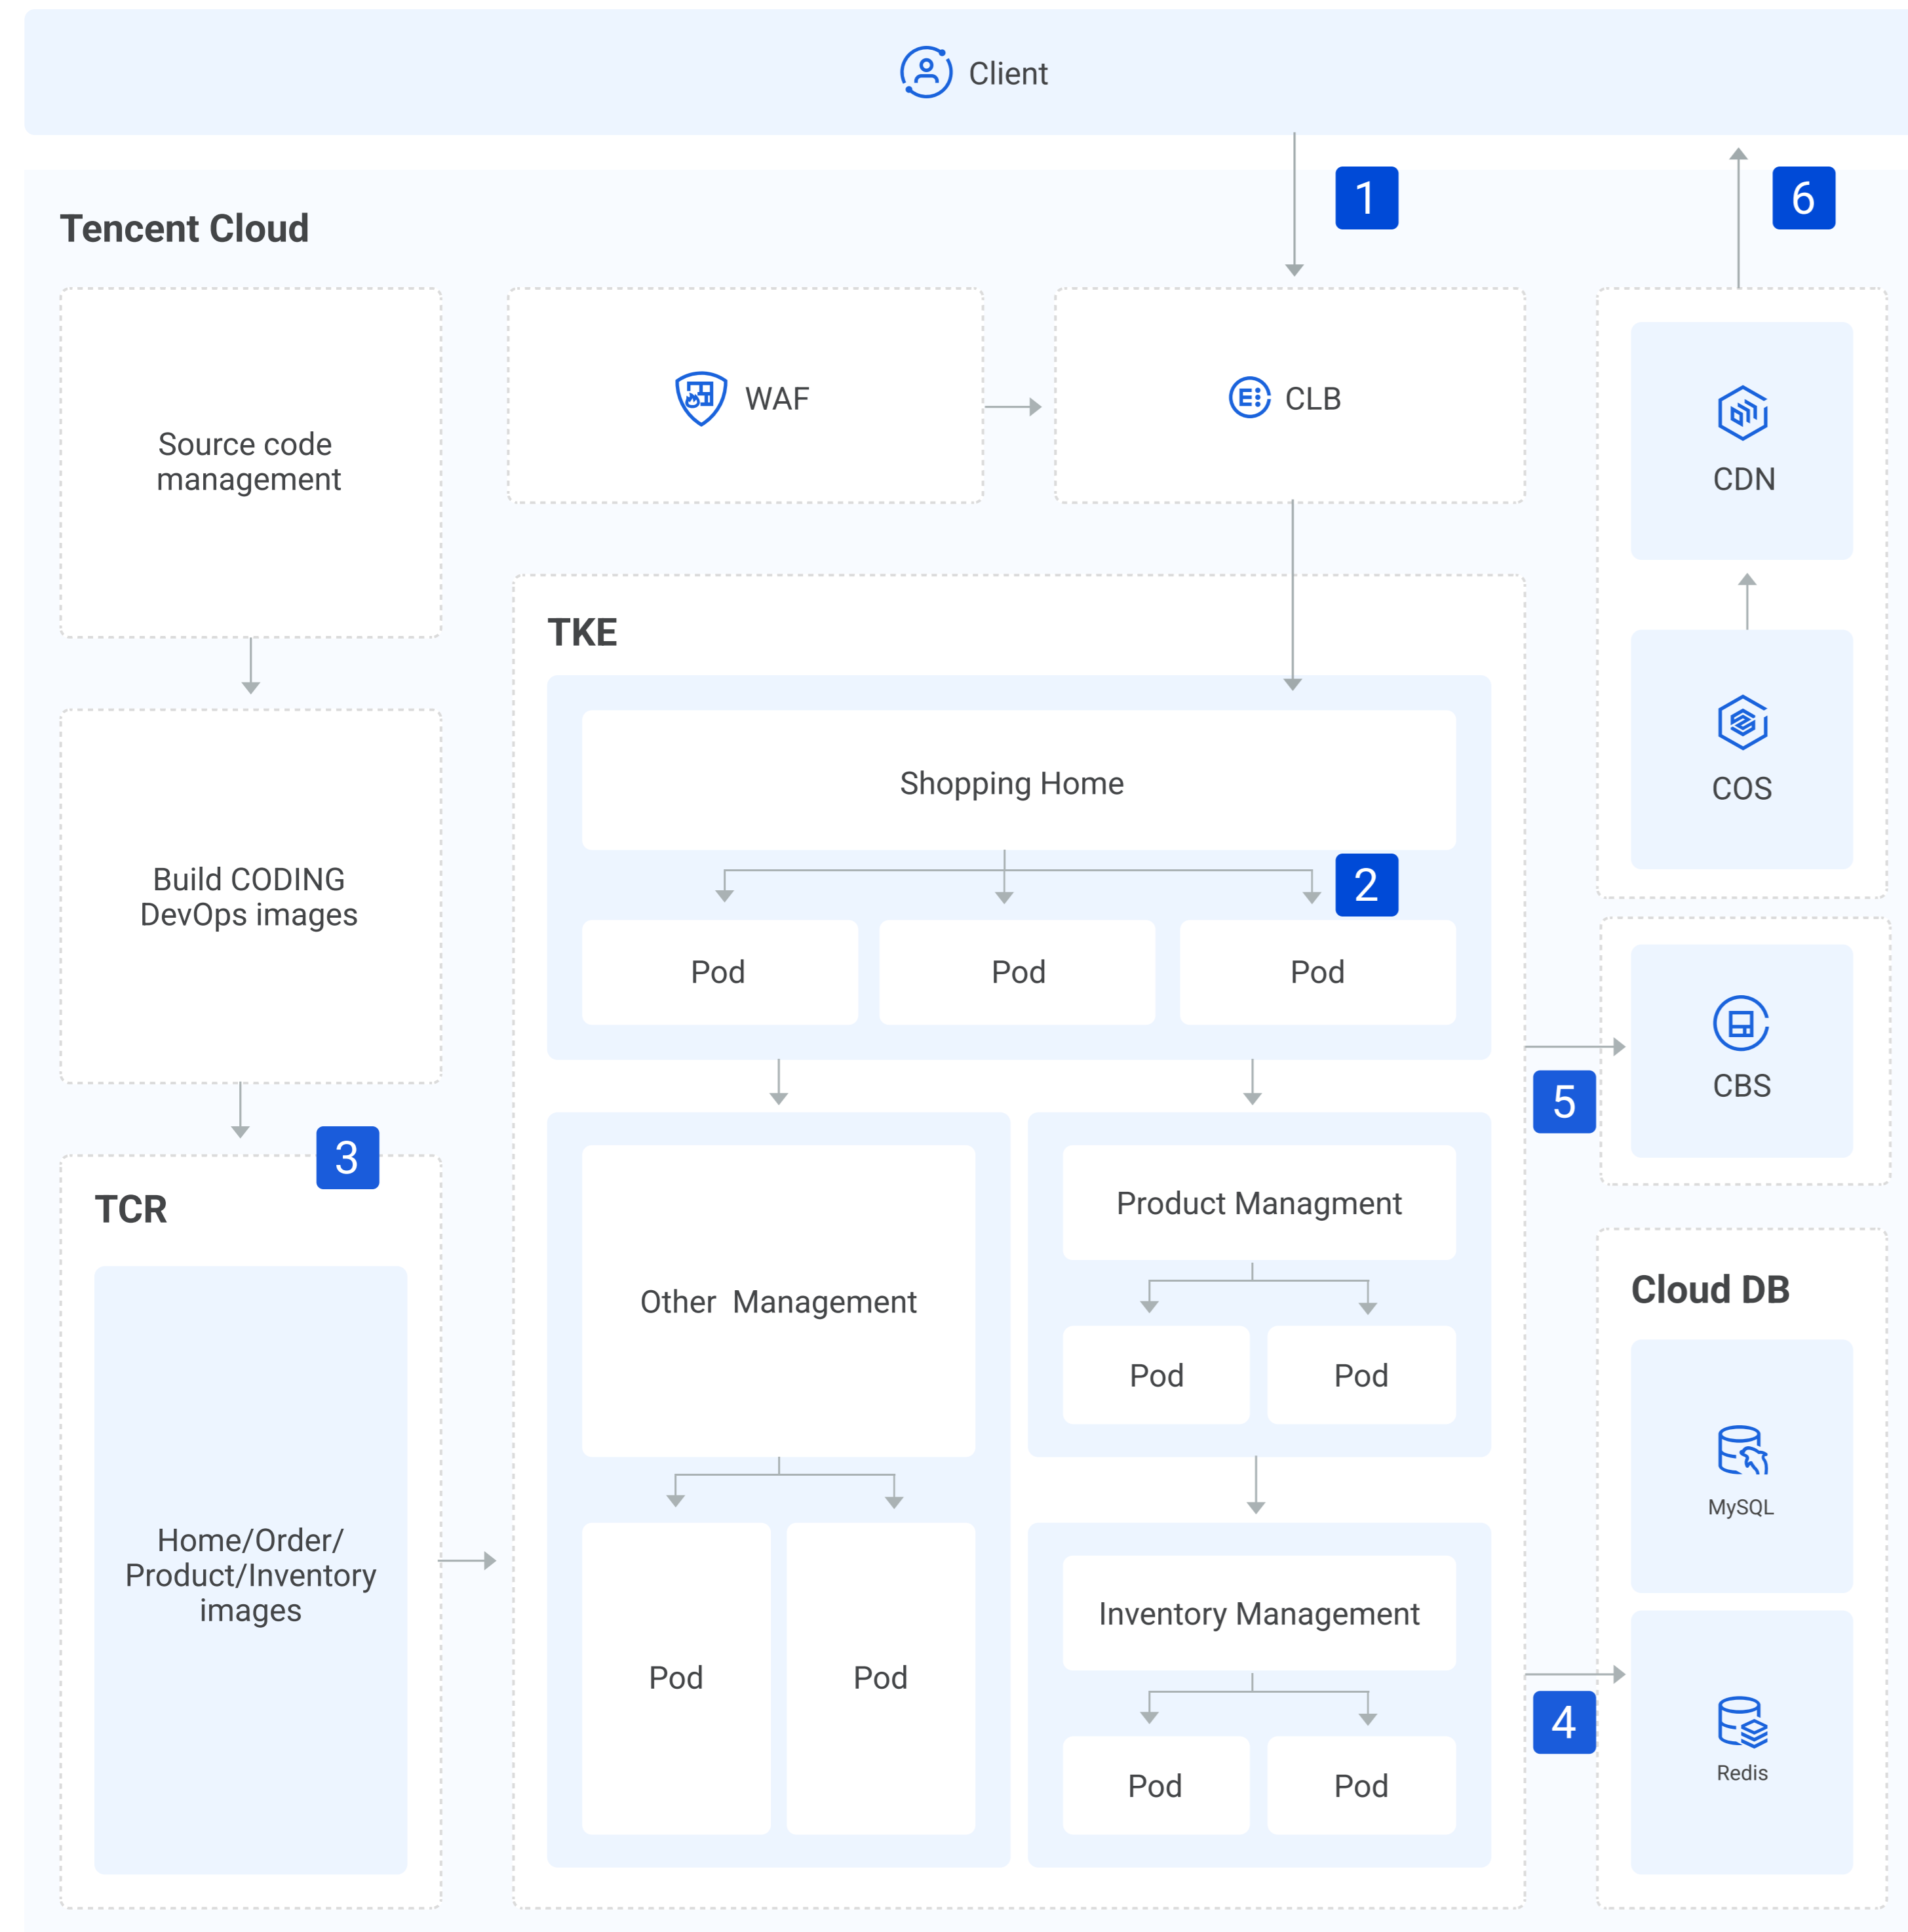 Client
1
6
Tencent Cloud
Source code
management
WAF
CLB
CDN
TKE
Shopping Home
COS
Build CODING
DevOps images
2
Pod
Pod
Pod
CBS
5
3
TCR
Product Managment
Other  Management
Cloud DB
Pod
Pod
MySQL
Home/Order/
Product/Inventory
images
Inventory Management
Pod
Pod
4
Redis
Pod
Pod